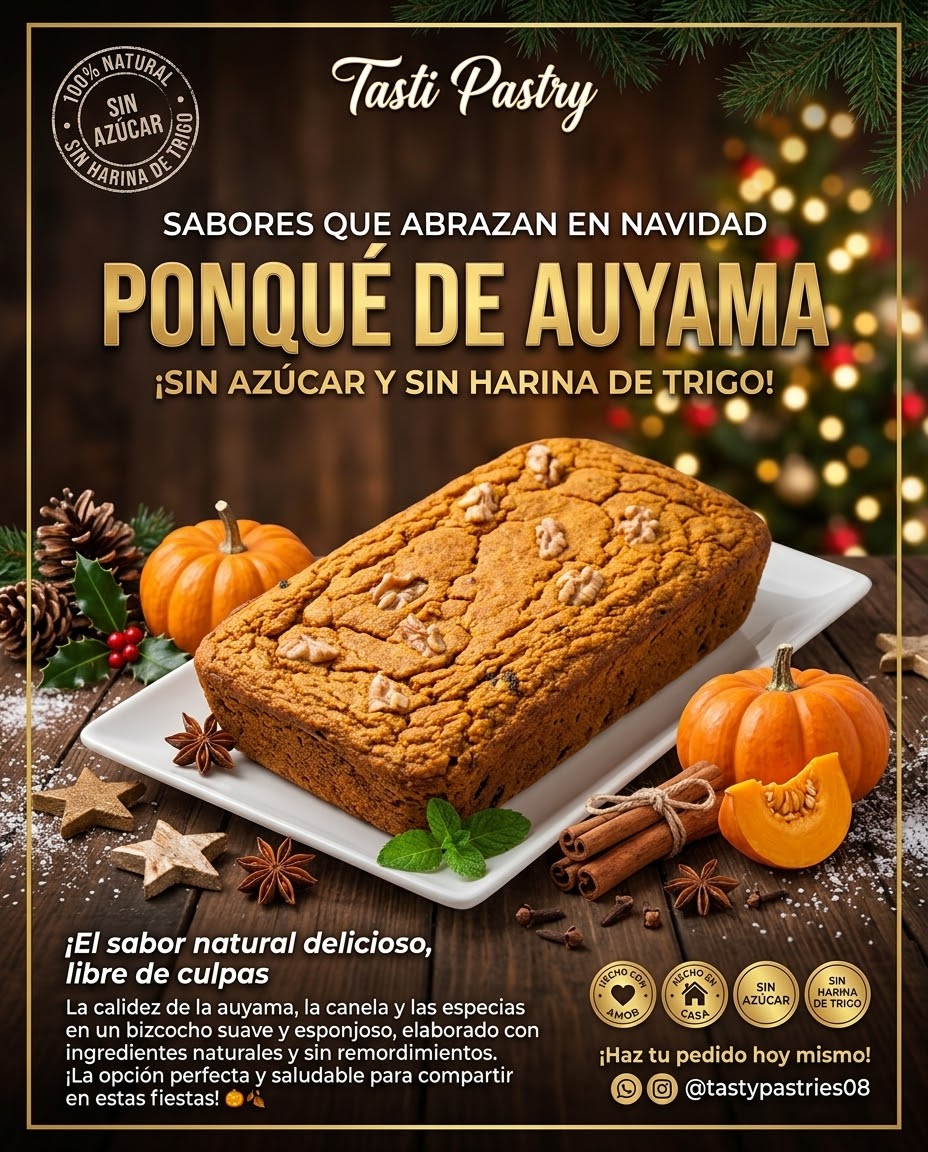 100% NATURAL
SIN
AZÚCAR
SIN HARINA DE TRIGO
Tasti Pastry
SABORES QUE ABRAZAN EN NAVIDAD
PONQUÉ DE AUYAMA
¡SIN AZÚCAR Y SIN HARINA DE TRIGO!
¡El sabor natural delicioso,
libre de culpas
La calidez de la auyama, la canela y las especias
en un bizcocho suave y esponjoso, elaborado con
ingredientes naturales y sin remordimientos.
¡La opción perfecta y saludable para compartir
en estas fiestas! 🎃🍂
HECHO CON
AMOR
HECHO EN
CASA
SIN
AZÚCAR
SIN
HARINA
DE TRIGO
¡Haz tu pedido hoy mismo!
@tastypastries08